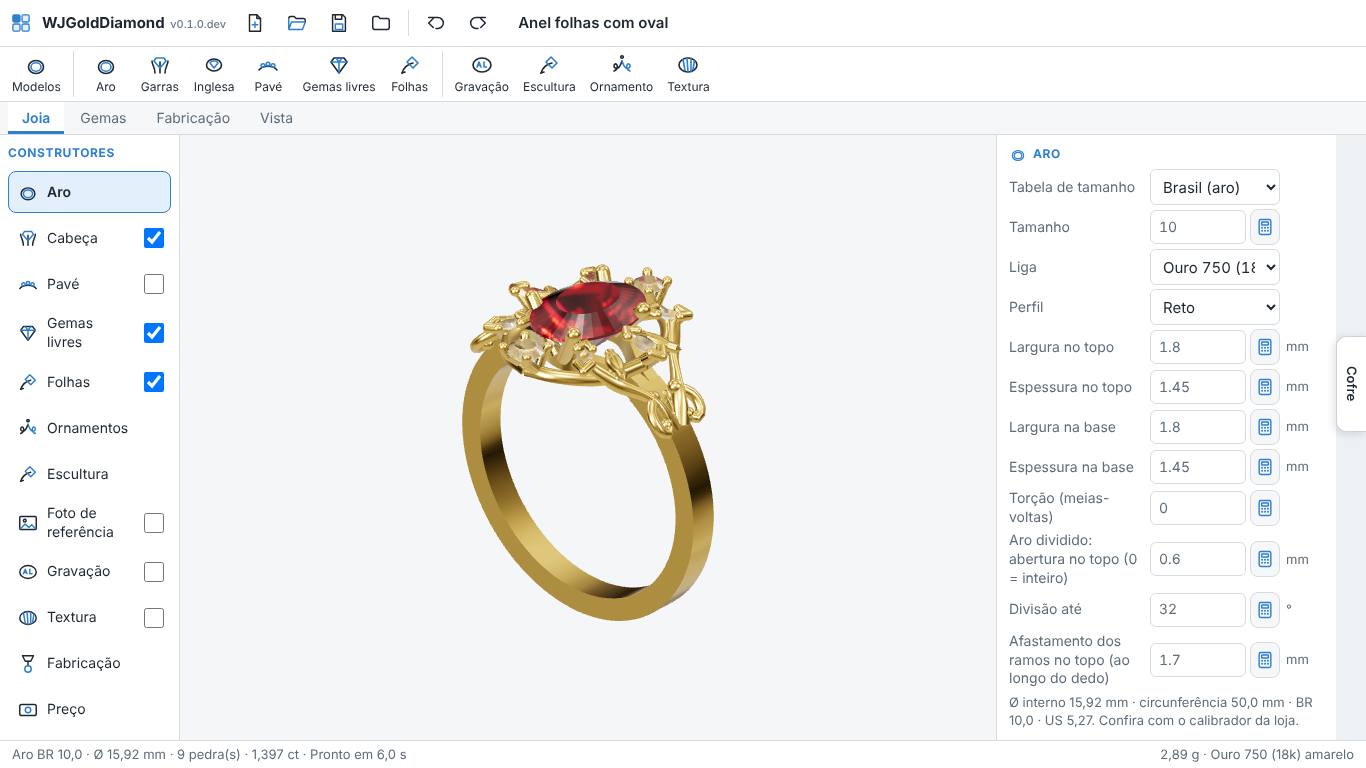 WJGoldDiamond v0.1.0.dev Anel folhas com oval
Modelos Aro Garras Inglesa Pavé Gemas livres Folhas Gravação Escultura Ornamento Textura
Joia Gemas Fabricação Vista
CONSTRUTORES
Aro
Cabeça
Pavé
Gemas
livres
Folhas
Ornamentos
Escultura
Foto de
referência
Gravação
Textura
Fabricação
Preço
ARO
Tabela de tamanho Brasil (aro)
Tamanho 10
Liga Ouro 750 (18
Perfil Reto
Largura no topo 1.8 mm
Espessura no topo 1.45 mm
Largura na base 1.8 mm
Espessura na base 1.45 mm
Torção (meias-
voltas) 0
Aro dividido:
abertura no topo (0 0.6 mm
= inteiro)
Divisão até 32 °
Afastamento dos
ramos no topo (ao 1.7 mm
longo do dedo)
Ø interno 15,92 mm · circunferência 50,0 mm · BR
10,0 · US 5,27. Confira com o calibrador da loja.
Cofre
Aro BR 10,0 · Ø 15,92 mm · 9 pedra(s) · 1,397 ct · Pronto em 6,0 s
2,89 g · Ouro 750 (18k) amarelo